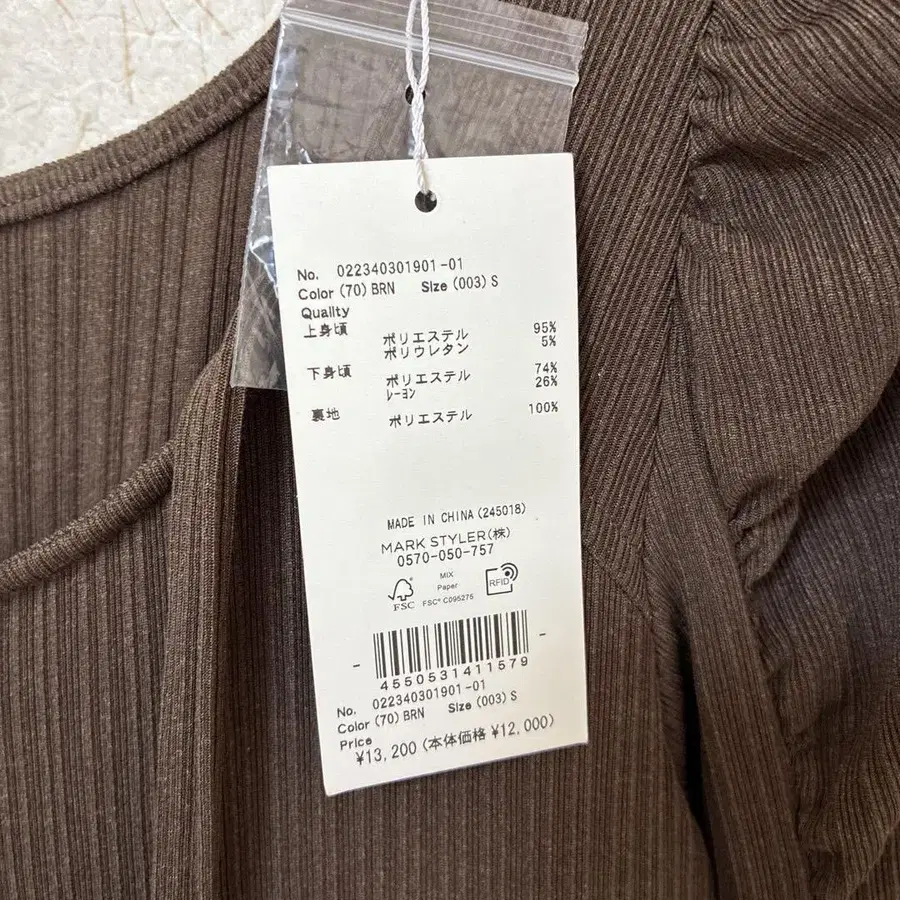 No. 022340301901-01
Color (70) BRN Size (003) S
Quality
上身頃 ポリエステル 95%
ポリウレタン 5%
下身頃 ポリエステル 74%
レーヨン 26%
裏地 ポリエステル 100%
MADE IN CHINA (245018)
MARK STYLER(株)
0570-050-757
FSC
MIX
Paper
FSC® C095275
RFID
4550531411579
No. 022340301901-01
Color (70) BRN Size (003) S
Price
¥13,200 (本体価格 ¥12,000)